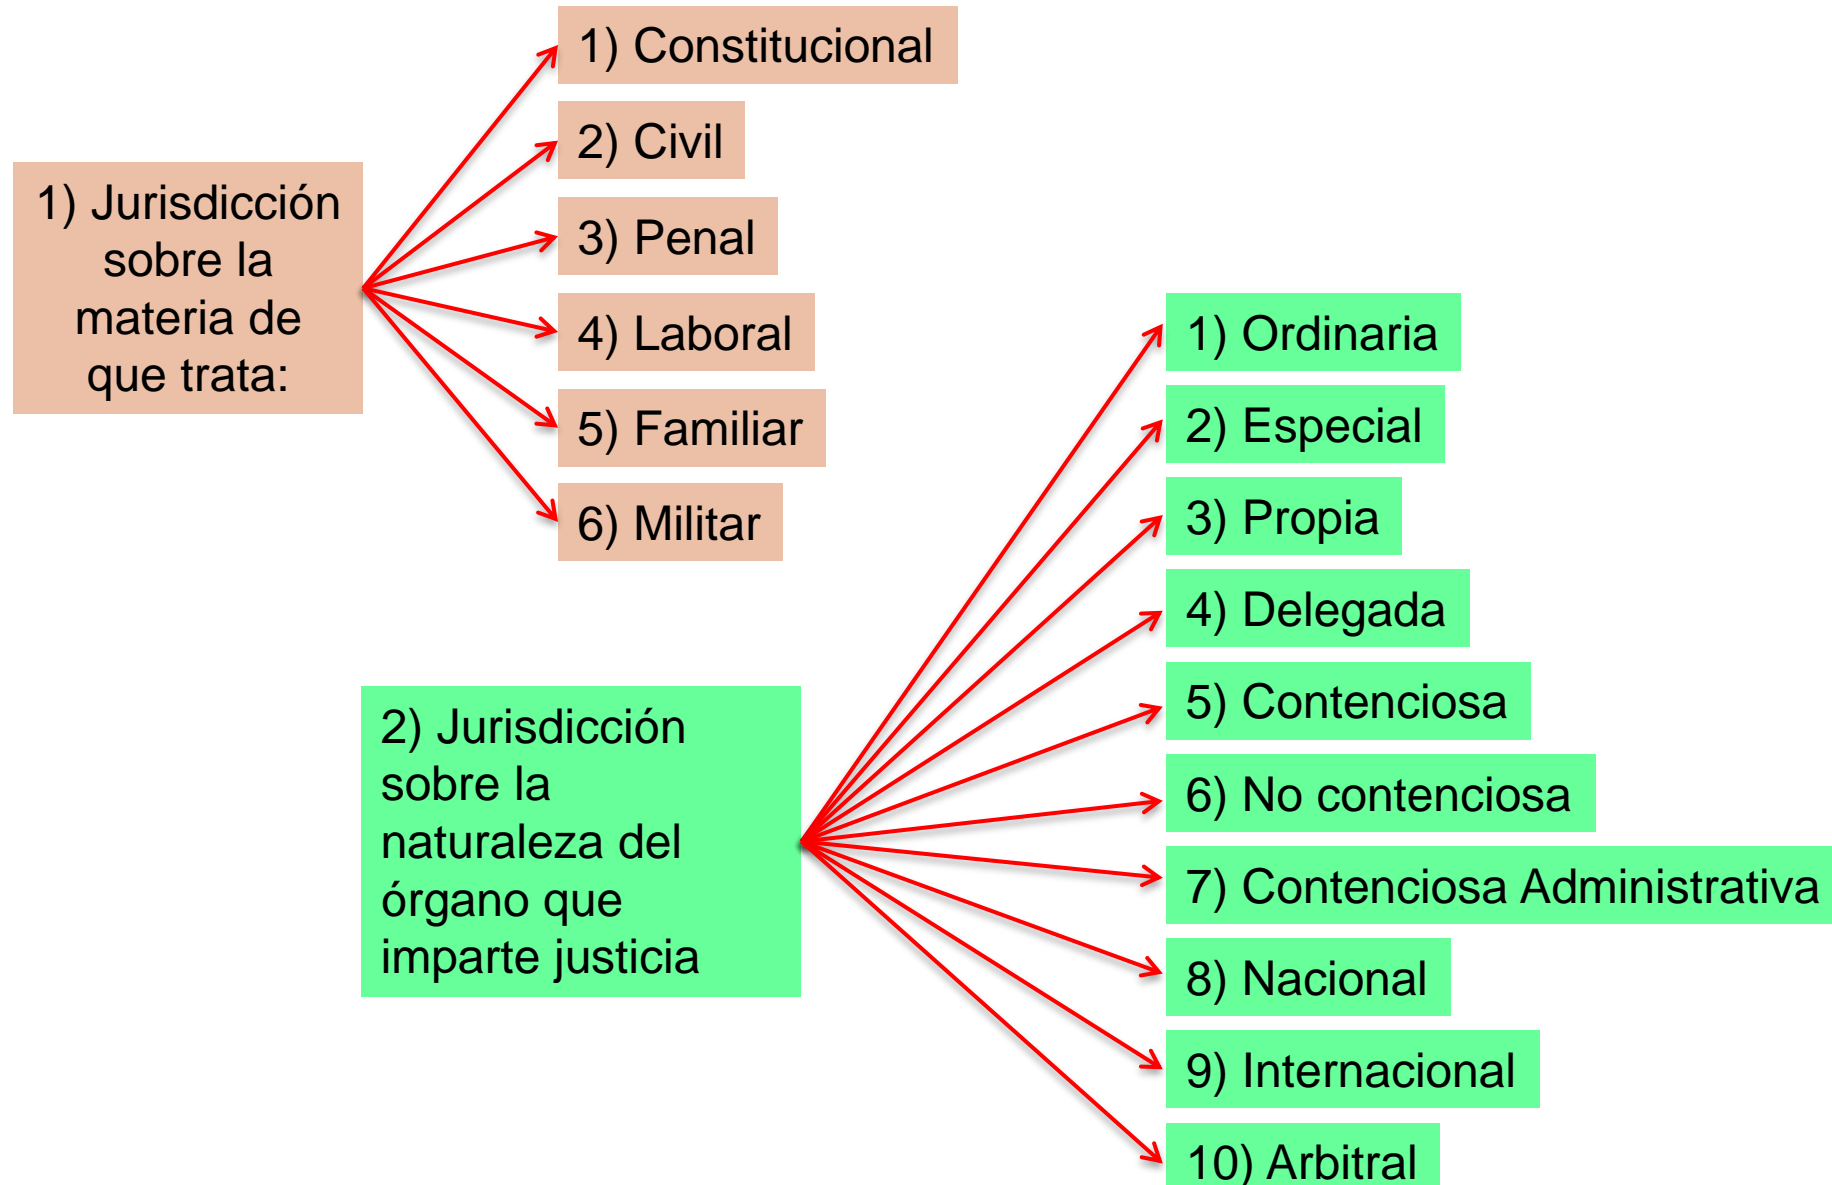 1) Jurisdicción
sobre la
materia de
que trata:
1) Constitucional
2) Civil
3) Penal
4) Laboral
5) Familiar
6) Militar
2) Jurisdicción
sobre la
naturaleza del
órgano que
imparte justicia
1) Ordinaria
2) Especial
3) Propia
4) Delegada
5) Contenciosa
6) No contenciosa
7) Contenciosa Administrativa
8) Nacional
9) Internacional
10) Arbitral